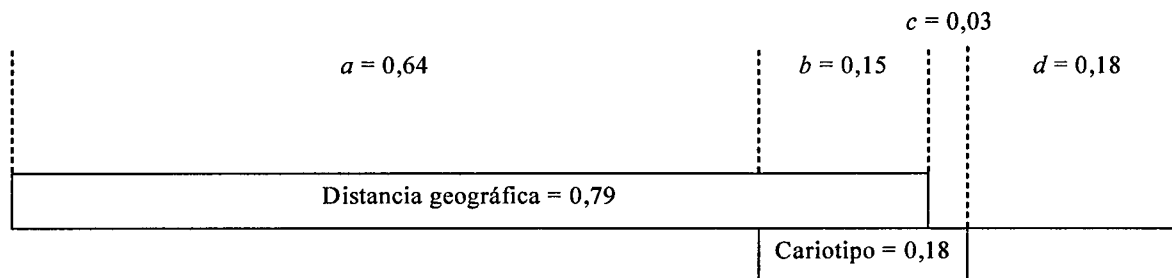 c = 0,03
a = 0,64
b = 0,15
d = 0,18
Distancia geográfica = 0,79
Cariotipo = 0,18